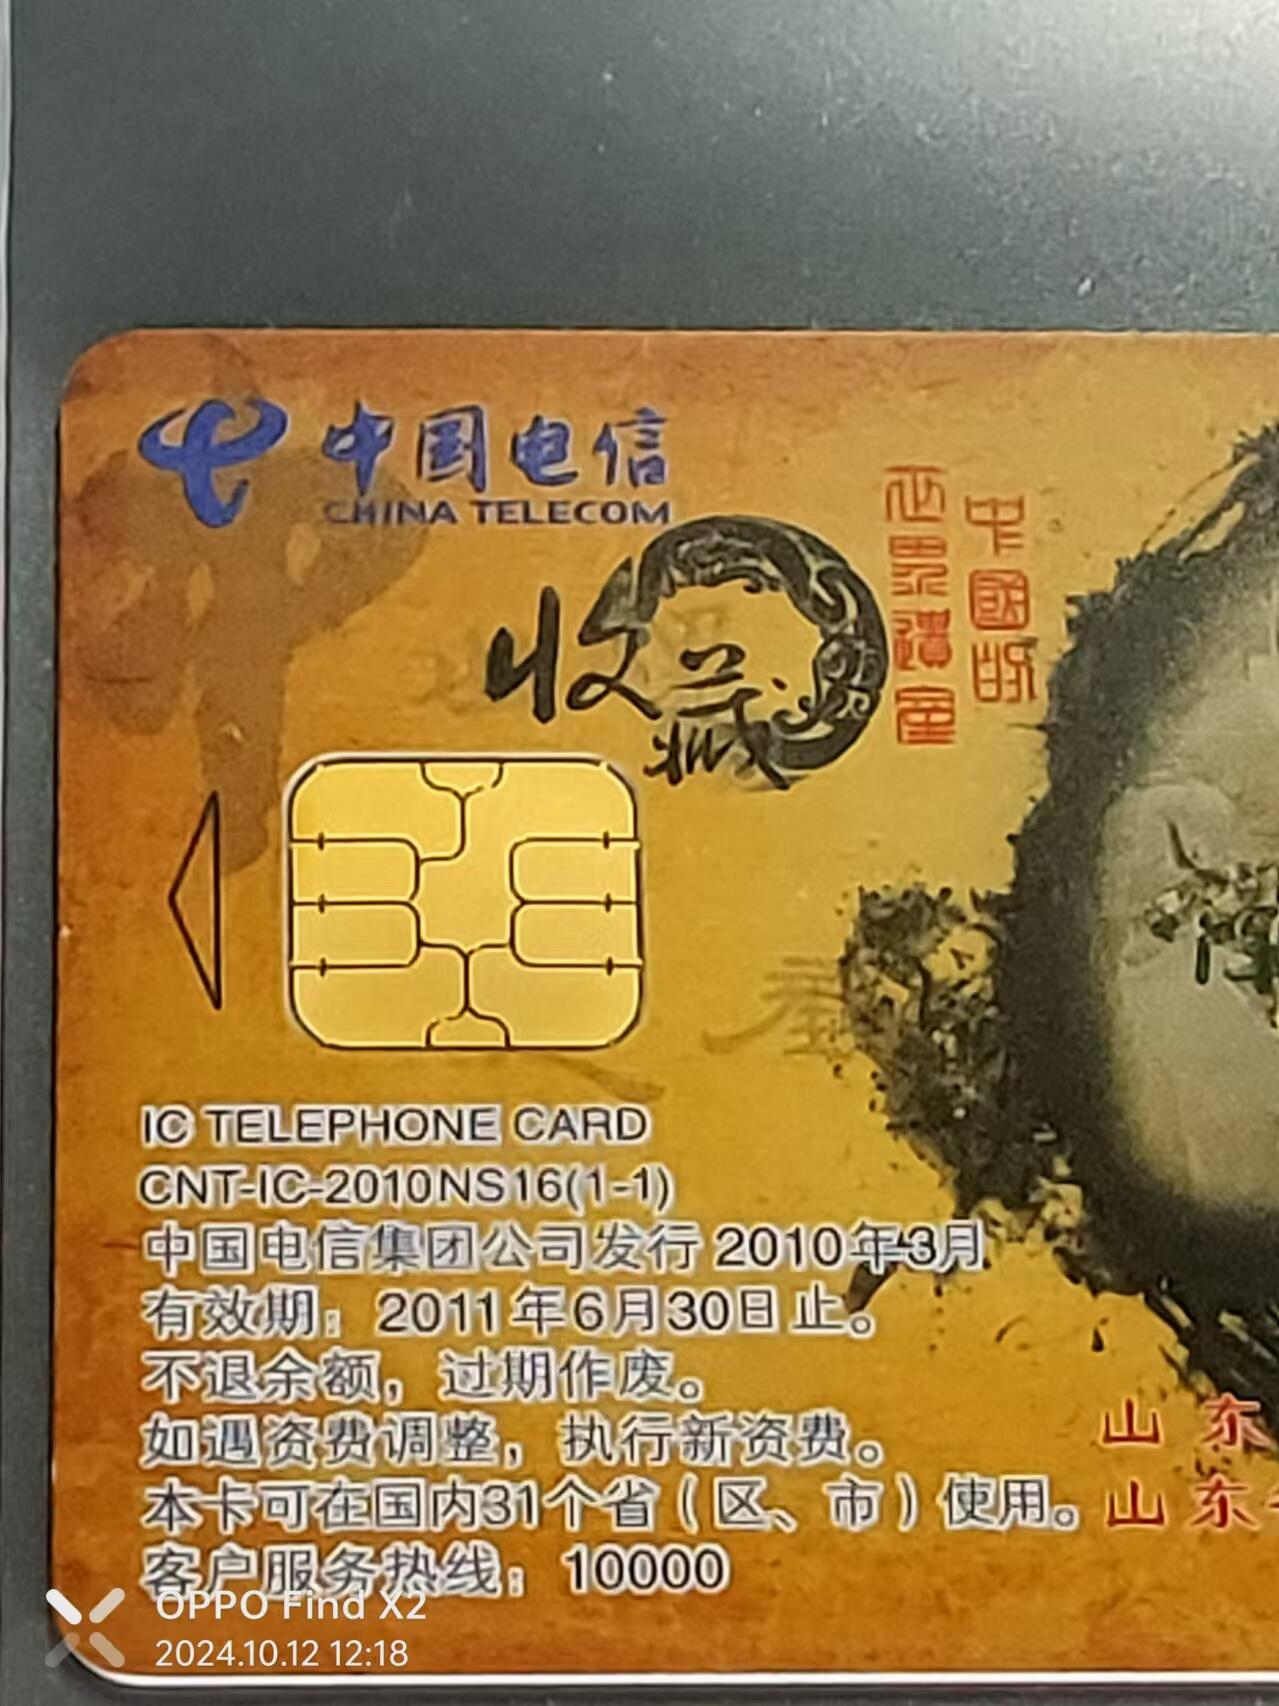 中国电信
CHINA TELECOM
收藏
中國的
世界遺産
IC TELEPHONE CARD
CNT-IC-2010NS16(1-1)
中国电信集团公司发行 2010年3月
有效期：2011年6月30日止。
不退余额，过期作废。
如遇资费调整，执行新资费。
本卡可在国内31个省（区、市）使用。
客户服务热线：10000
山东
山东
OPPO Find X2
2024.10.12 12:18